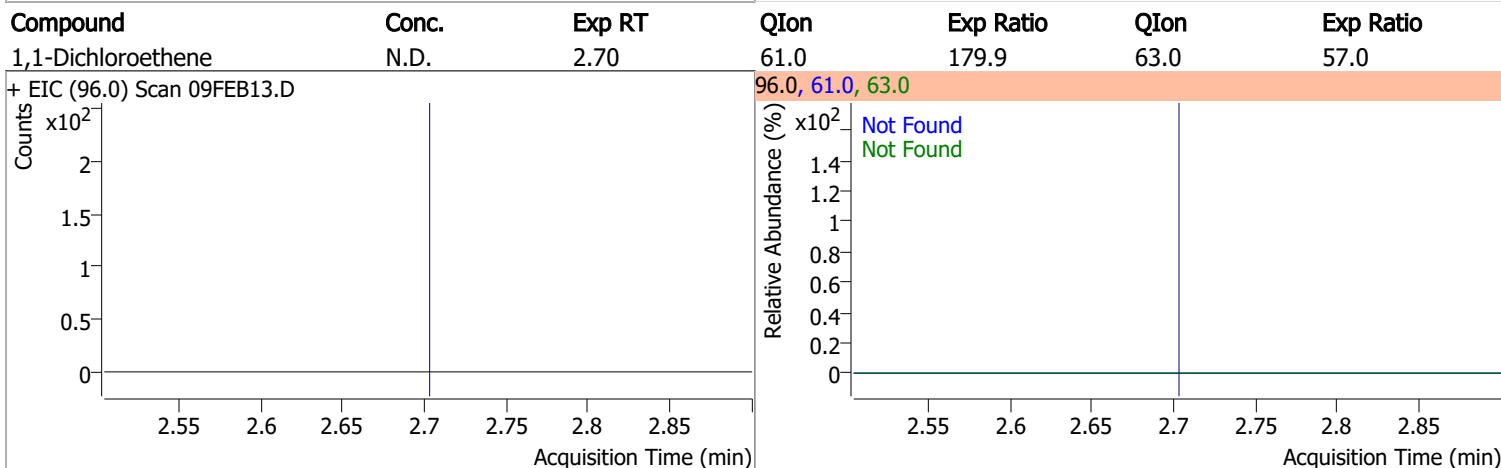 Compound Conc. Exp RT QIon Exp Ratio QIon Exp Ratio
1,1-Dichloroethene N.D. 2.70 61.0 179.9 63.0 57.0
+ EIC (96.0) Scan 09FEB13.D
Counts
x10²
2
1.5
1
0.5
0
2.55 2.6 2.65 2.7 2.75 2.8 2.85
Acquisition Time (min)
96.0, 61.0, 63.0
Relative Abundance (%)
x10²
Not Found
Not Found
1.4
1.2
1
0.8
0.6
0.4
0.2
0
2.55 2.6 2.65 2.7 2.75 2.8 2.85
Acquisition Time (min)